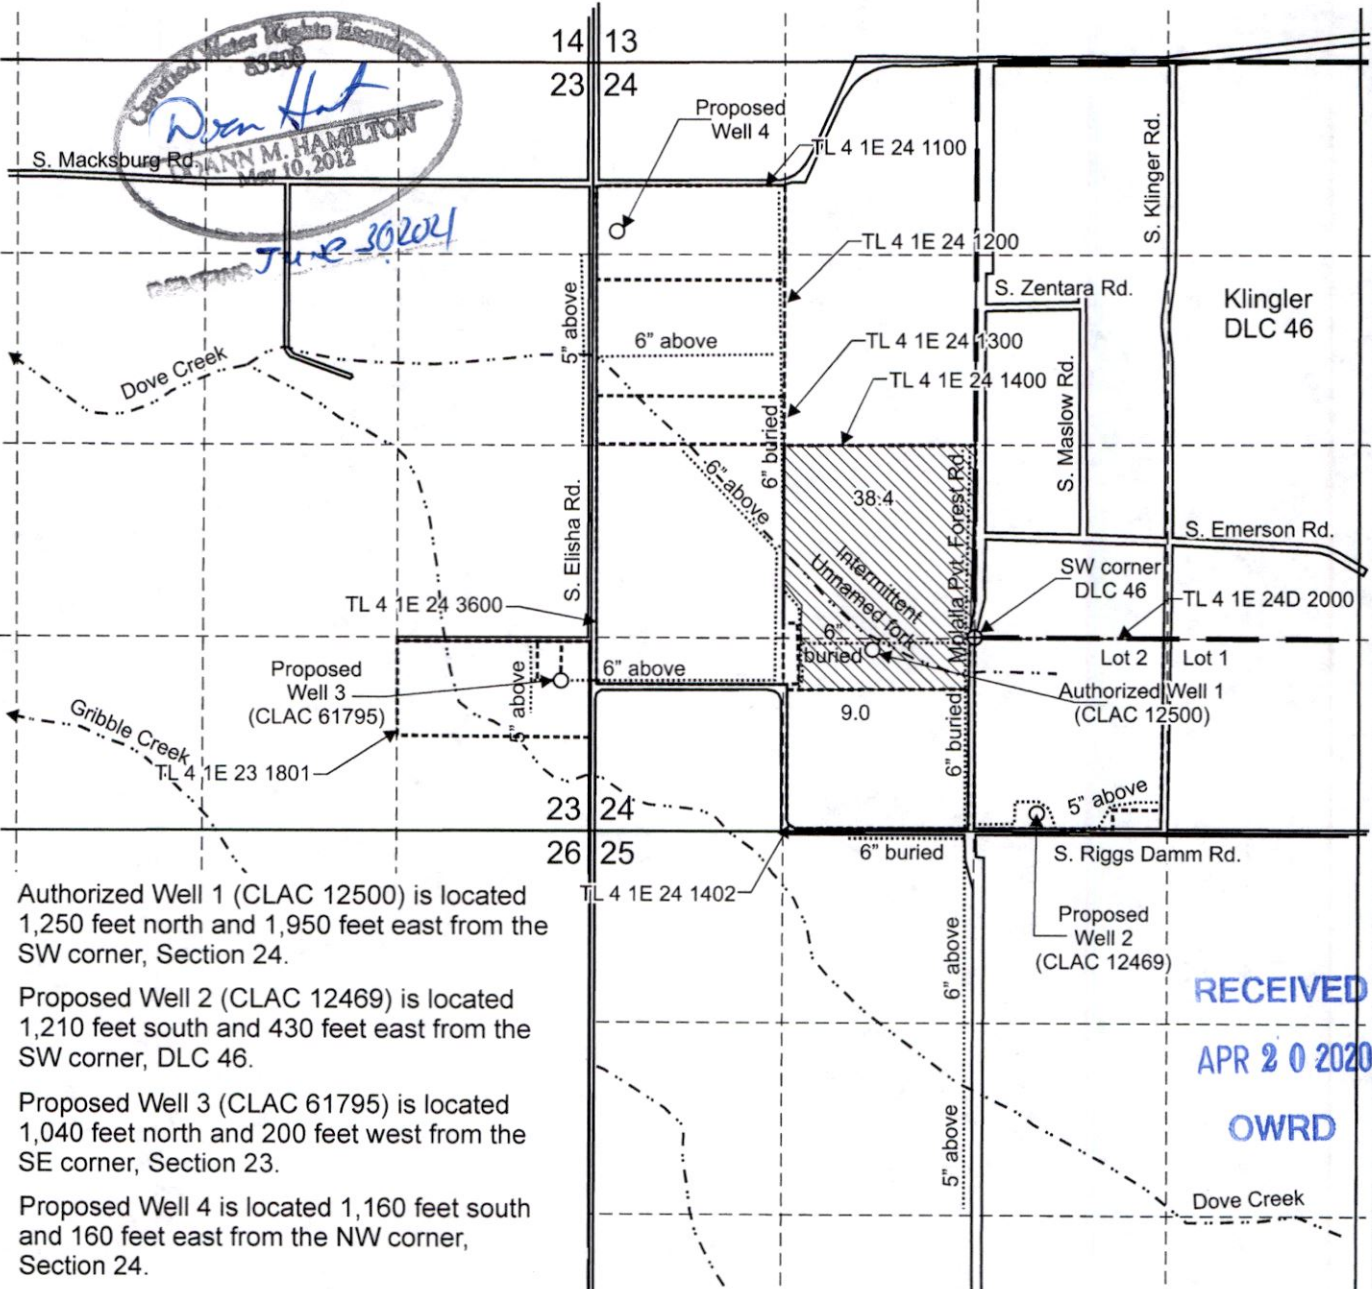 Certified Water Rights Examiner
DOANN M. HAMILTON
May 10, 2012
14 13
23 24
Proposed
Well 4
TL 4 1E 24 1100
S. Macksburg Rd.
S. Klinger Rd.
TL 4 1E 24 1200
S. Zentara Rd.
Klingler
DLC 46
5" above
6" above
TL 4 1E 24 1300
TL 4 1E 24 1400
Dove Creek
S. Maslow Rd.
6" buried
6" above
38.4
Molalla Pvt. Forest Rd.
S. Emerson Rd.
S. Elisha Rd.
Intermittent
Unnamed fork
SW corner
DLC 46
TL 4 1E 24 3600
TL 4 1E 24D 2000
6"
buried
Lot 2
Lot 1
Proposed
Well 3
(CLAC 61795)
6" above
5" above
Authorized Well 1
(CLAC 12500)
9.0
6" buried
Gribble Creek
TL 4 1E 23 1801
5" above
23 24
26 25
6" buried
S. Riggs Damm Rd.
TL 4 1E 24 1402
Proposed
Well 2
(CLAC 12469)
6" above
5" above
Dove Creek
Authorized Well 1 (CLAC 12500) is located
1,250 feet north and 1,950 feet east from the
SW corner, Section 24.
Proposed Well 2 (CLAC 12469) is located
1,210 feet south and 430 feet east from the
SW corner, DLC 46.
Proposed Well 3 (CLAC 61795) is located
1,040 feet north and 200 feet west from the
SE corner, Section 23.
Proposed Well 4 is located 1,160 feet south
and 160 feet east from the NW corner,
Section 24.
RECEIVED
APR 20 2020
OWRD